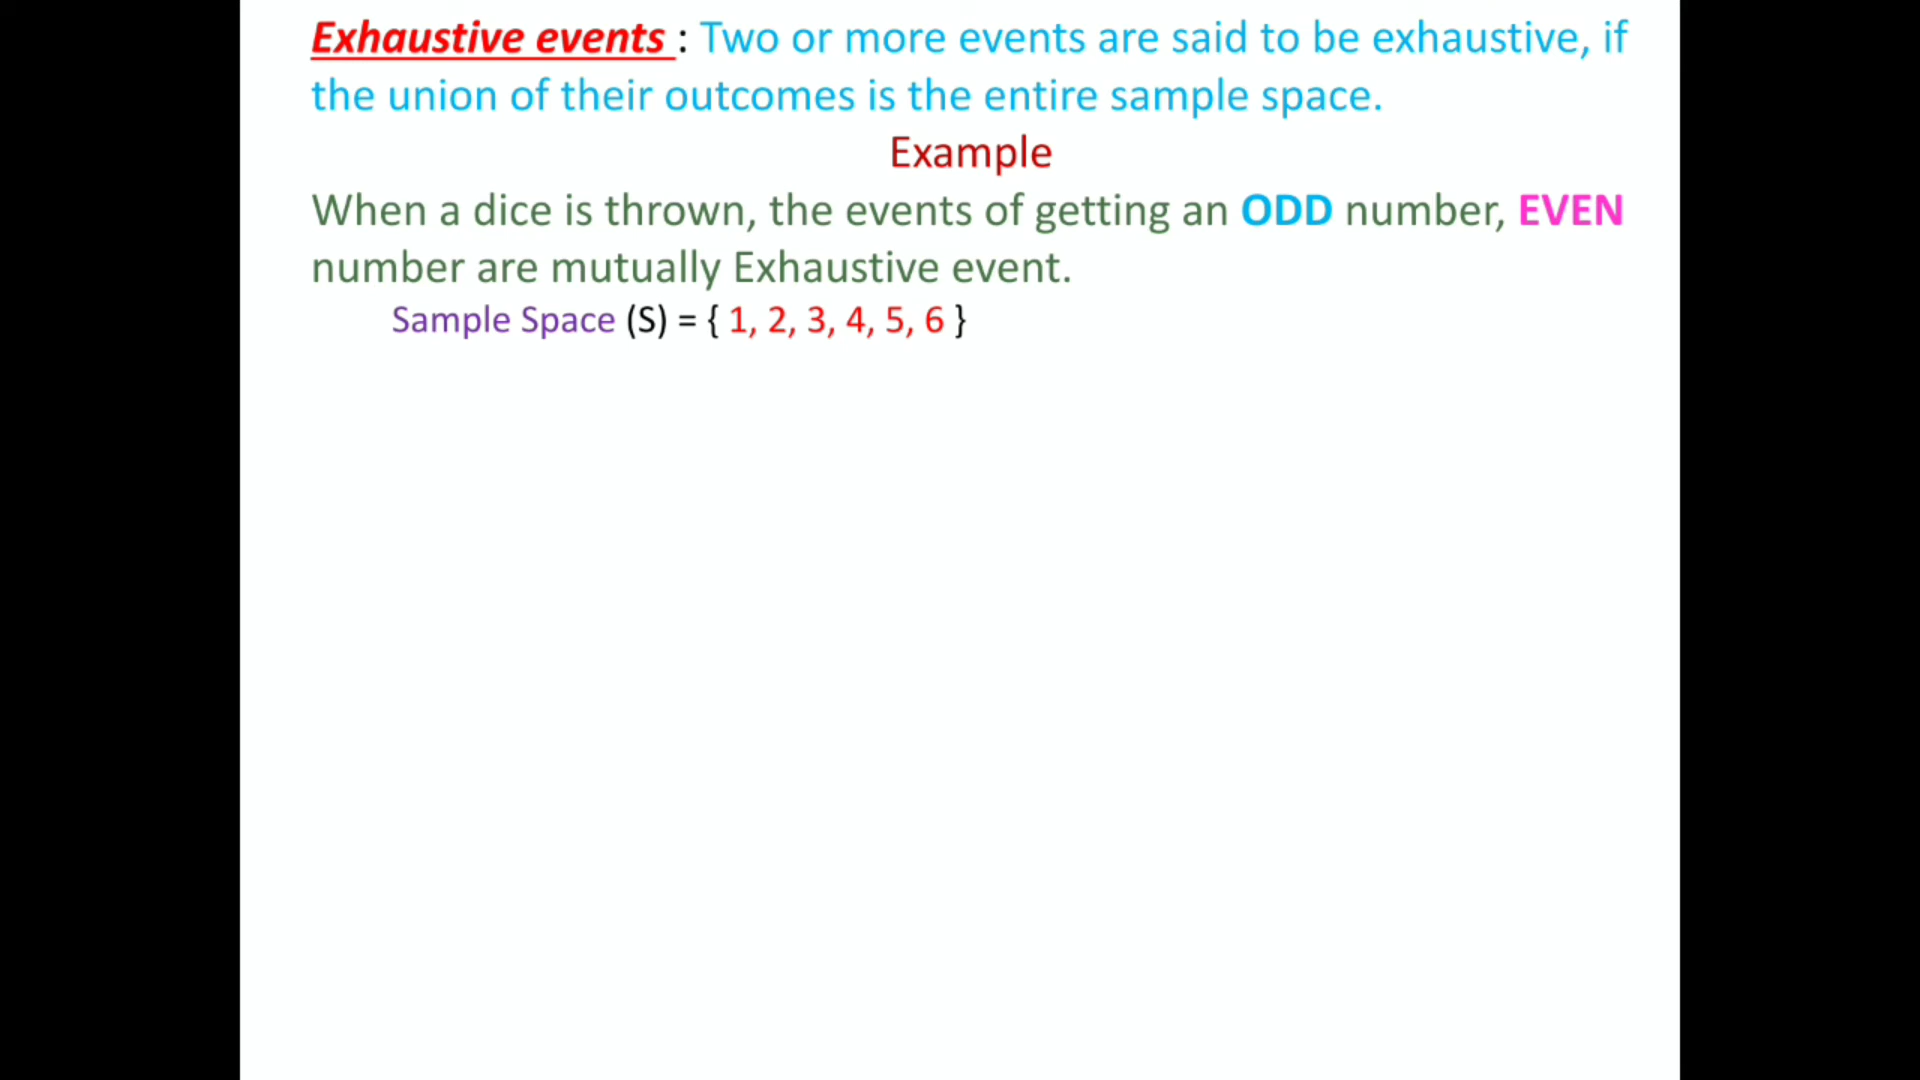 Exhaustive events : Two or more events are said to be exhaustive, if
the union of their outcomes is the entire sample space.
Example
When a dice is thrown, the events of getting an ODD number, EVEN
number are mutually Exhaustive event.
Sample Space (S) = { 1, 2, 3, 4, 5, 6 }